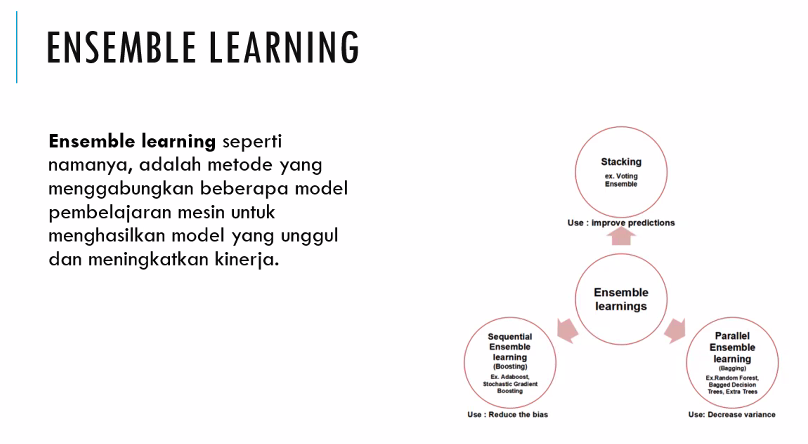 ENSEMBLE LEARNING
Ensemble learning seperti
namanya, adalah metode yang
menggabungkan beberapa model
pembelajaran mesin untuk
menghasilkan model yang unggul
dan meningkatkan kinerja.
Stacking
ex. Voting
Ensemble
Use : improve predictions
Ensemble
learnings
Sequential
Ensemble
learning
(Boosting)
Ex. Adaboost,
Stochastic Gradient
Boosting
Use : Reduce the bias
Parallel
Ensemble
learning
(Bagging)
Ex.Random Forest,
Bagged Decision
Trees, Extra Trees
Use: Decrease variance